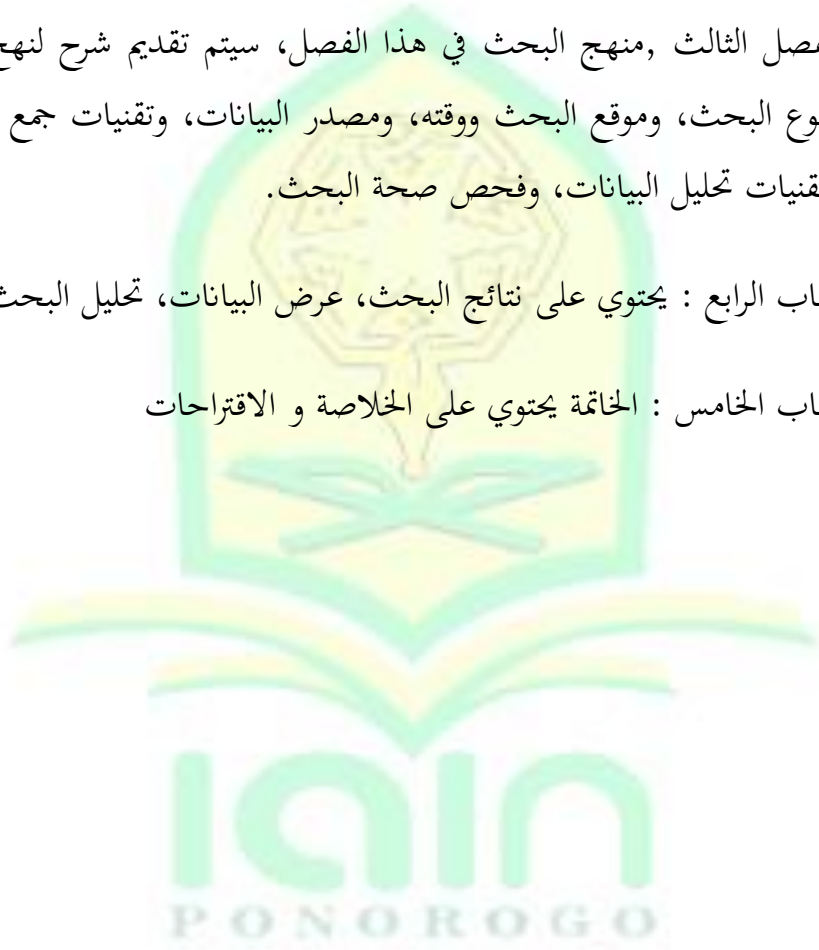 فصل الثالث ,منهج البحث في هذا الفصل، سيتم تقديم شرح لنهج
وع البحث، وموقع البحث ووقته، ومصدر البيانات، وتقنيات جمع
قنيات تحليل البيانات، وفحص صحة البحث.
اب الرابع : يحتوي على نتائج البحث، عرض البيانات، تحليل البحث
اب الخامس : الخاتمة يحتوي على الخلاصة و الاقتراحات
iain
PONOROGO